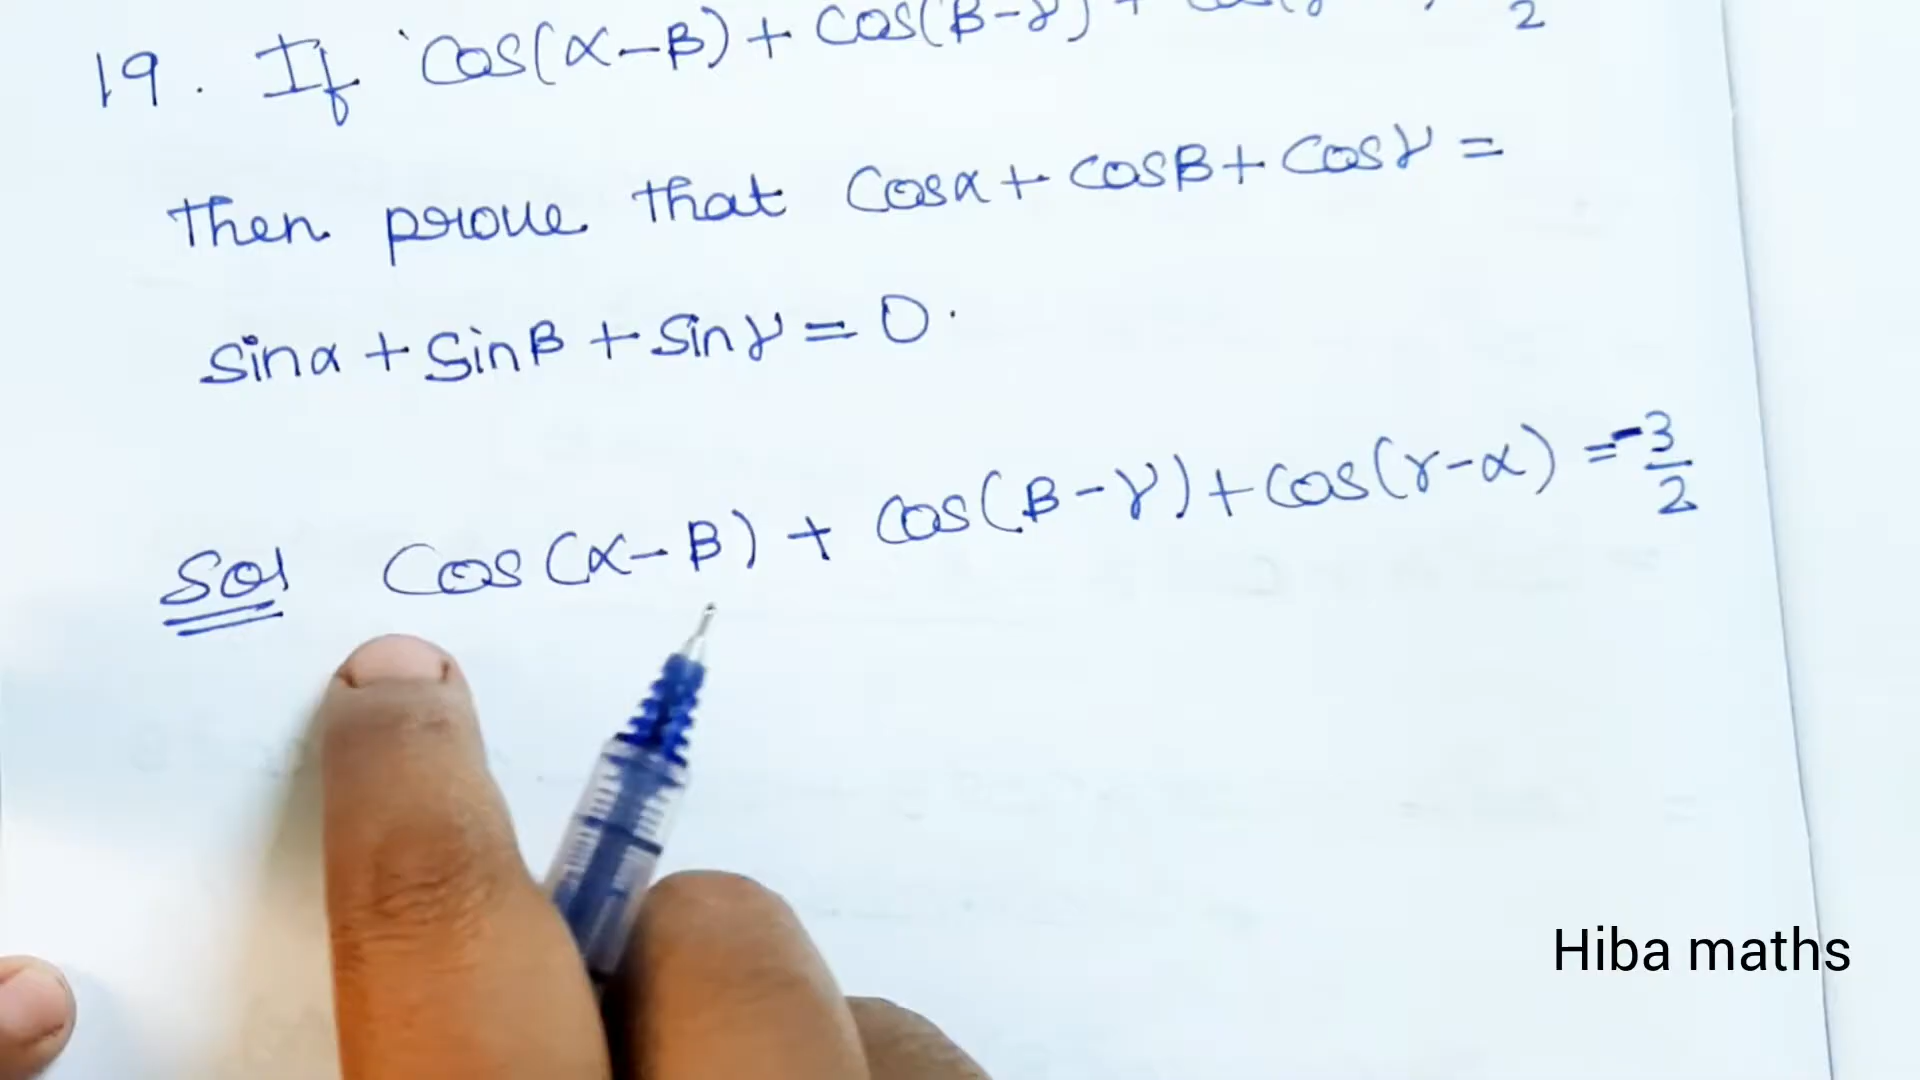 19. If cos(α-β) + cos(β-γ) + 2
Then prove that cosα + cosβ + cosγ =
sinα + sinβ + sinγ = 0.
Sol cos(α-β) + cos(β-γ) + cos(γ-α) = -3/2
Hiba maths